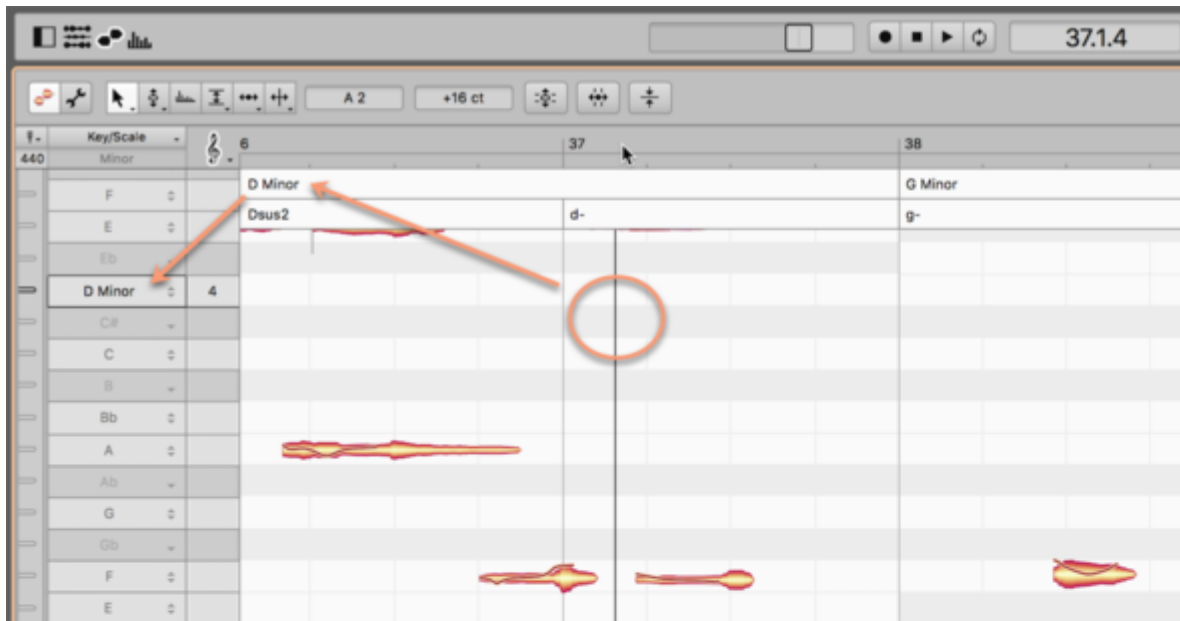 37.1.4
A 2
+16 ct
Key/Scale
6
37
38
440
Minor
D Minor
G Minor
F
Dsus2
d-
g-
E
Eb
D Minor
4
C#
C
B
Bb
A
Ab
G
Gb
F
E